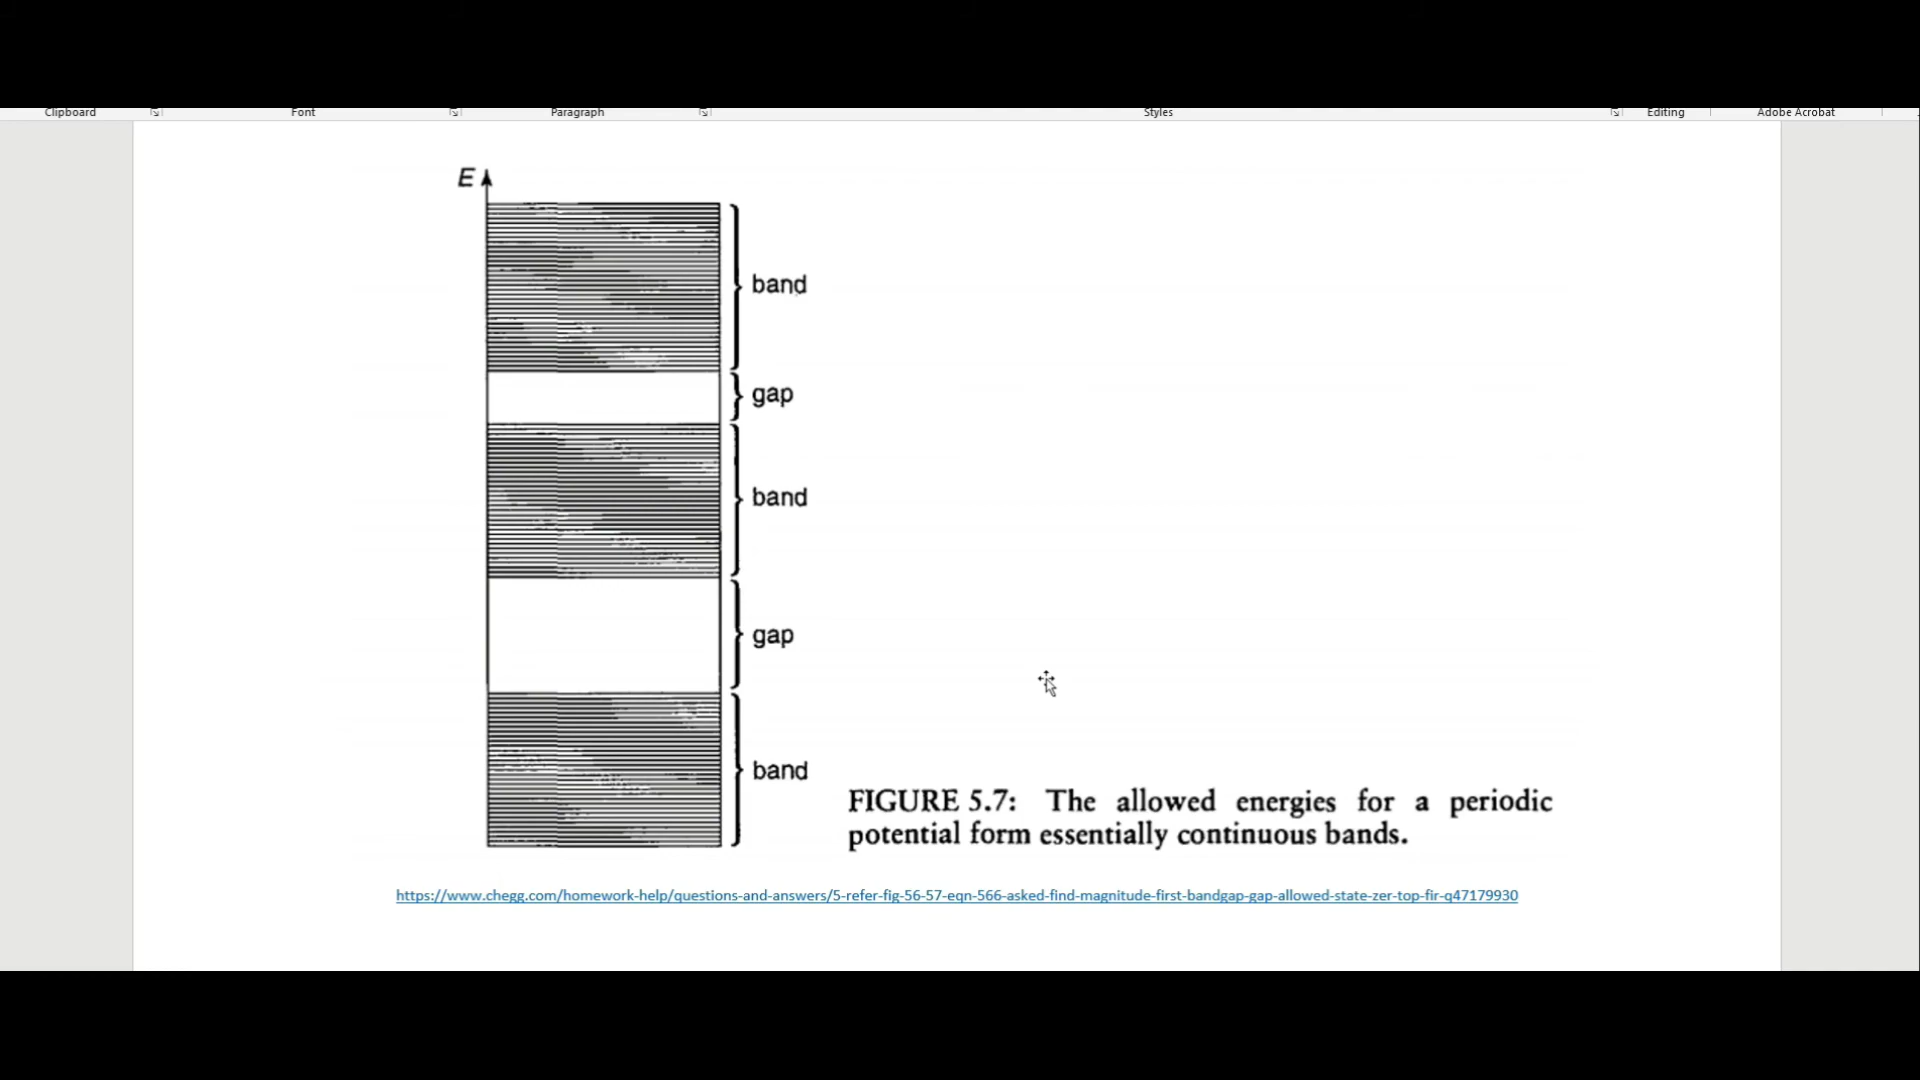 Clipboard Font Paragraph Styles Editing Adobe Acrobat
E
band
gap
band
gap
band
FIGURE 5.7: The allowed energies for a periodic
potential form essentially continuous bands.
https://www.chegg.com/homework-help/questions-and-answers/5-refer-fig-56-57-eqn-566-asked-find-magnitude-first-bandgap-gap-allowed-state-zer-top-fir-q47179930